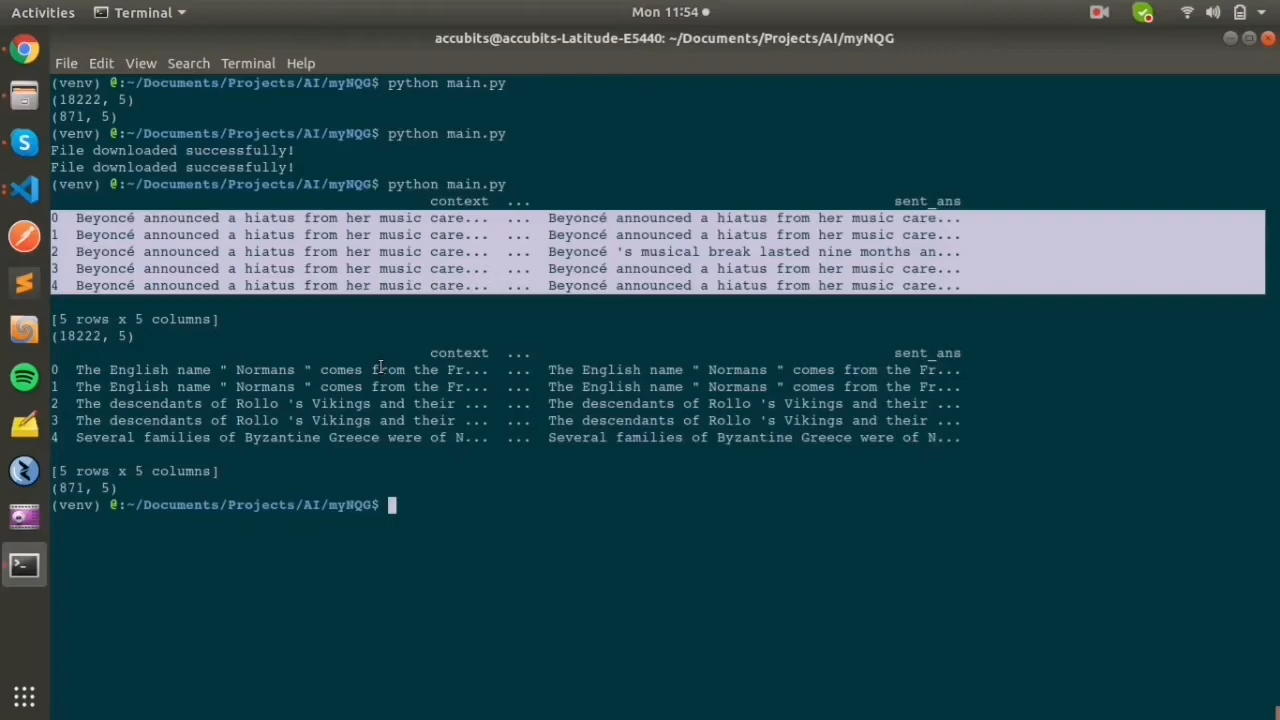 Activities Terminal Mon 11:54
accubits@accubits-Latitude-E5440: ~/Documents/Projects/AI/myNQG
File Edit View Search Terminal Help
(venv) @:~/Documents/Projects/AI/myNQG$ python main.py
(18222, 5)
(871, 5)
(venv) @:~/Documents/Projects/AI/myNQG$ python main.py
File downloaded successfully!
File downloaded successfully!
(venv) @:~/Documents/Projects/AI/myNQG$ python main.py
context ... sent_ans
0 Beyoncé announced a hiatus from her music care... ... Beyoncé announced a hiatus from her music care...
1 Beyoncé announced a hiatus from her music care... ... Beyoncé announced a hiatus from her music care...
2 Beyoncé announced a hiatus from her music care... ... Beyoncé 's musical break lasted nine months an...
3 Beyoncé announced a hiatus from her music care... ... Beyoncé announced a hiatus from her music care...
4 Beyoncé announced a hiatus from her music care... ... Beyoncé announced a hiatus from her music care...
[5 rows x 5 columns]
(18222, 5)
context ... sent_ans
0 The English name " Normans " comes from the Fr... ... The English name " Normans " comes from the Fr...
1 The English name " Normans " comes from the Fr... ... The English name " Normans " comes from the Fr...
2 The descendants of Rollo 's Vikings and their ... ... The descendants of Rollo 's Vikings and their ...
3 The descendants of Rollo 's Vikings and their ... ... The descendants of Rollo 's Vikings and their ...
4 Several families of Byzantine Greece were of N... ... Several families of Byzantine Greece were of N...
[5 rows x 5 columns]
(871, 5)
(venv) @:~/Documents/Projects/AI/myNQG$